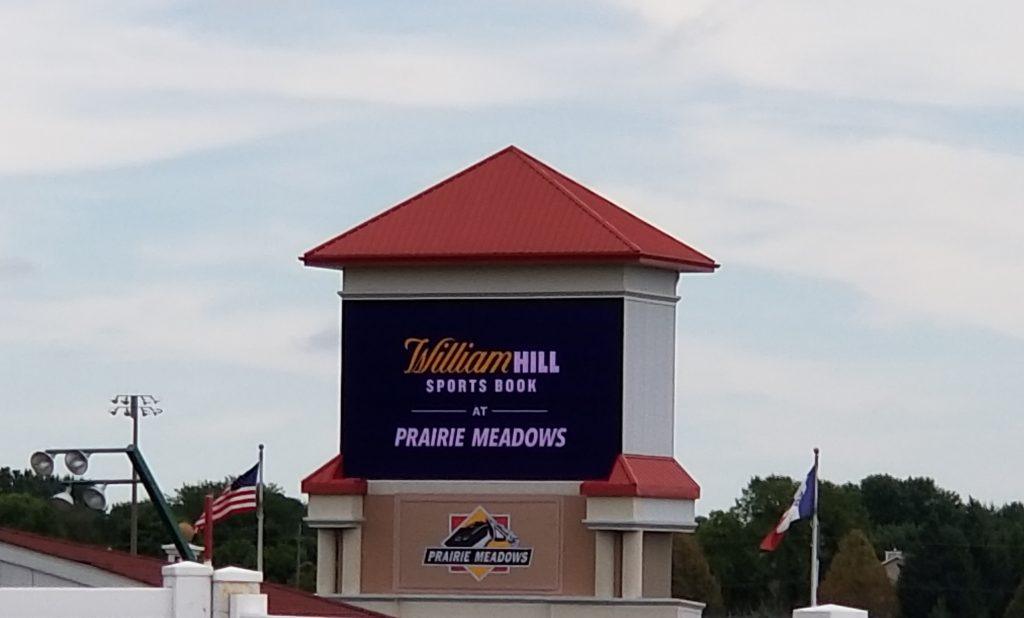 William HILL
SPORTS BOOK
AT
PRAIRIE MEADOWS
PRAIRIE MEADOWS